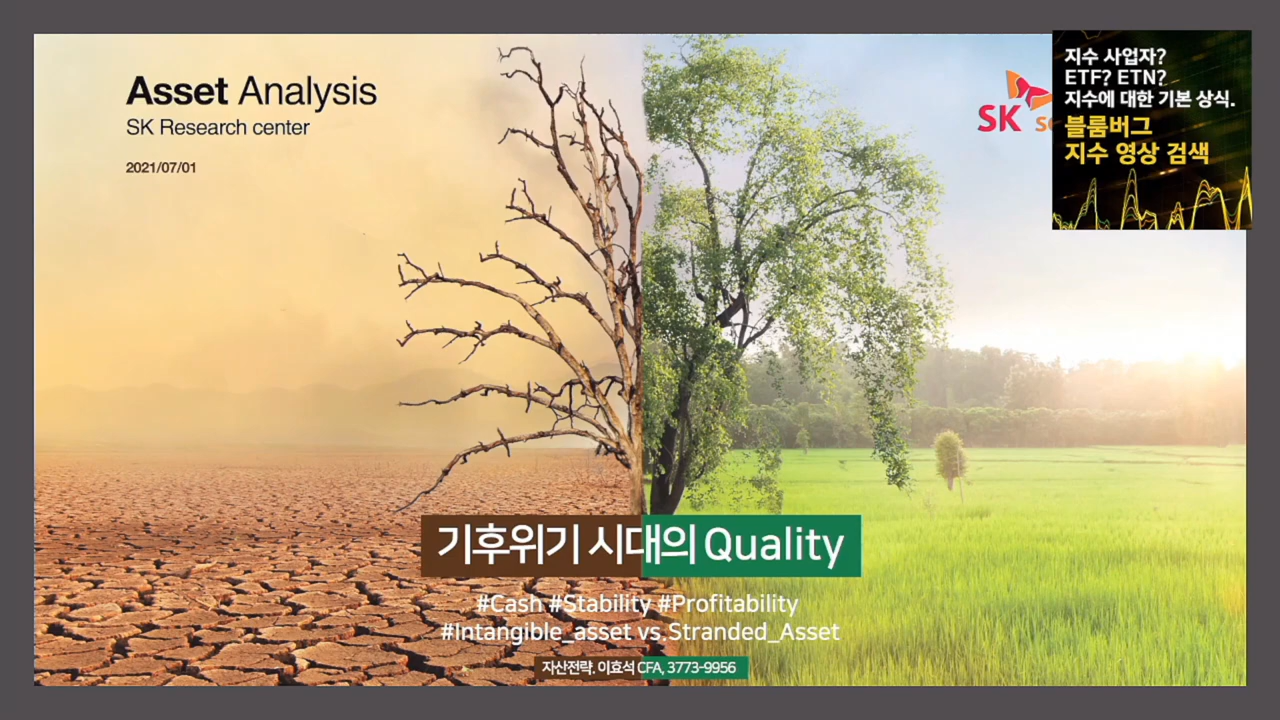 Asset Analysis
SK Research center
2021/07/01
SK
지수 사업자?
ETF? ETN?
지수에 대한 기본 상식.
블룸버그
지수 영상 검색
기후위기 시대의 Quality
#Cash #Stability #Profitability
#Intangible_asset vs.Stranded_Asset
자산전략. 이효석 CFA, 3773-9956